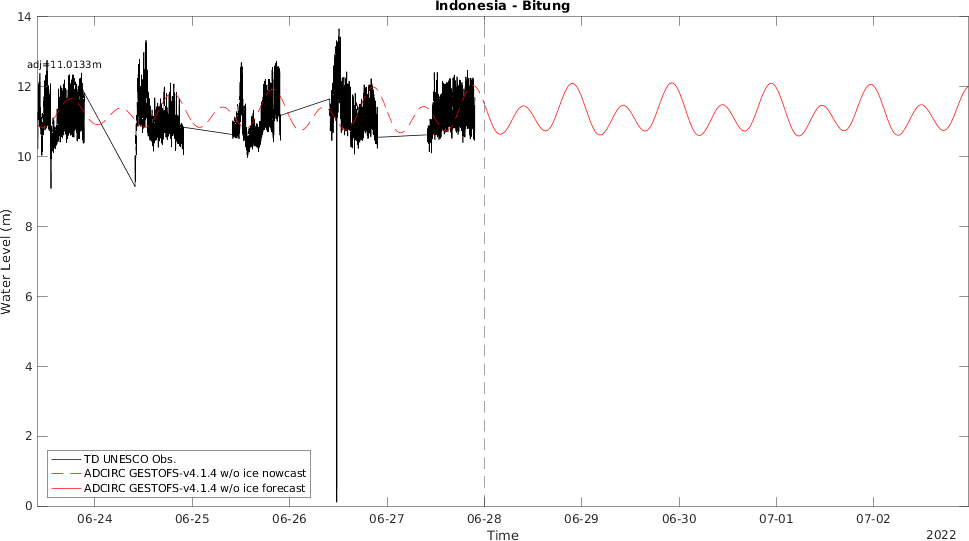 Indonesia - Bitung
14
adj=11.0133m
12
10
8
6
4
2
0
Water Level (m)
TD UNESCO Obs.
ADCIRC GESTOFS-v4.1.4 w/o ice nowcast
ADCIRC GESTOFS-v4.1.4 w/o ice forecast
06-24 06-25 06-26 06-27 06-28 06-29 06-30 07-01 07-02
Time
2022